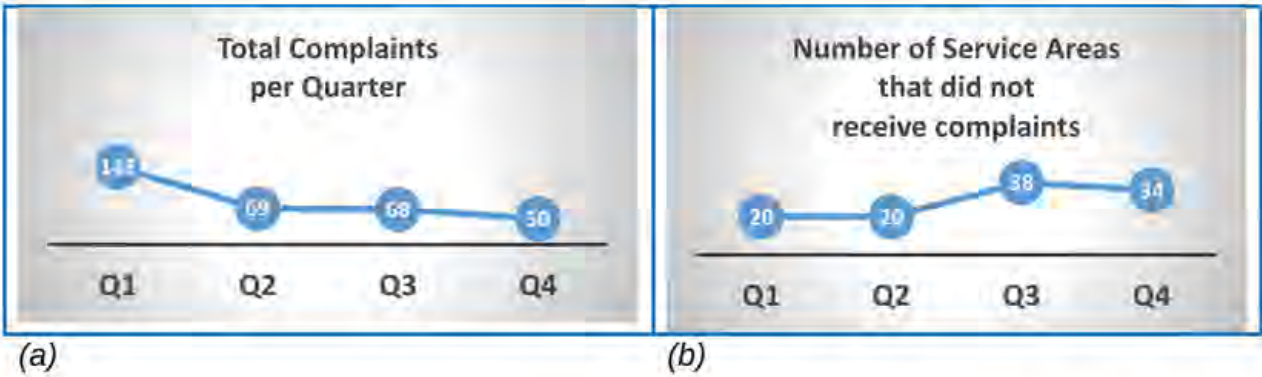 Total Complaints
per Quarter
69
68
50
Q1 Q2 Q3 Q4
(a)
Number of Service Areas
that did not
receive complaints
20
20
38
34
Q1 Q2 Q3 Q4
(b)